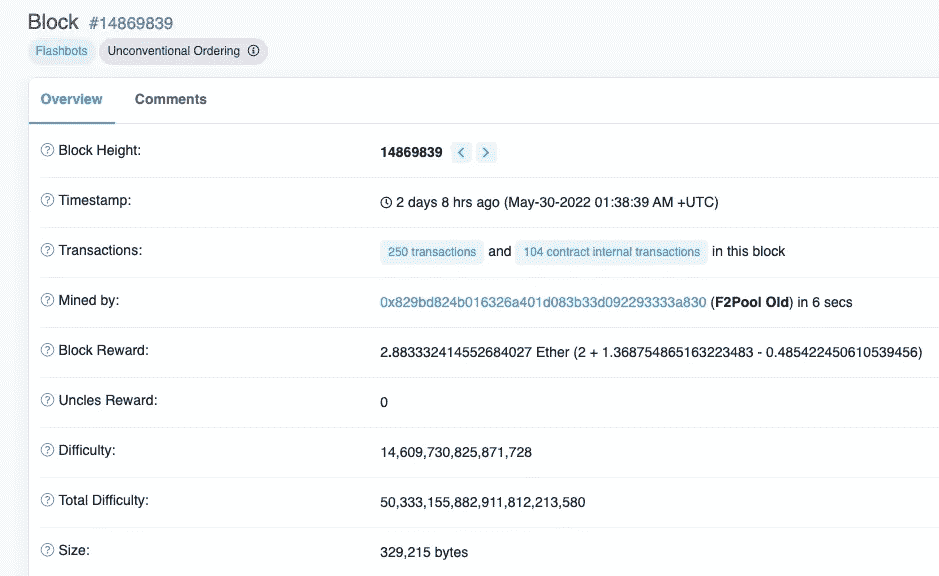 Block #14869839
Flashbots Unconventional Ordering
Overview Comments
Block Height: 14869839
Timestamp: 2 days 8 hrs ago (May-30-2022 01:38:39 AM +UTC)
Transactions: 250 transactions and 104 contract internal transactions in this block
Mined by: 0x829bd824b016326a401d083b33d092293333a830 (F2Pool Old) in 6 secs
Block Reward: 2.883332414552684027 Ether (2 + 1.368754865163223483 - 0.485422450610539456)
Uncles Reward: 0
Difficulty: 14,609,730,825,871,728
Total Difficulty: 50,333,155,882,911,812,213,580
Size: 329,215 bytes